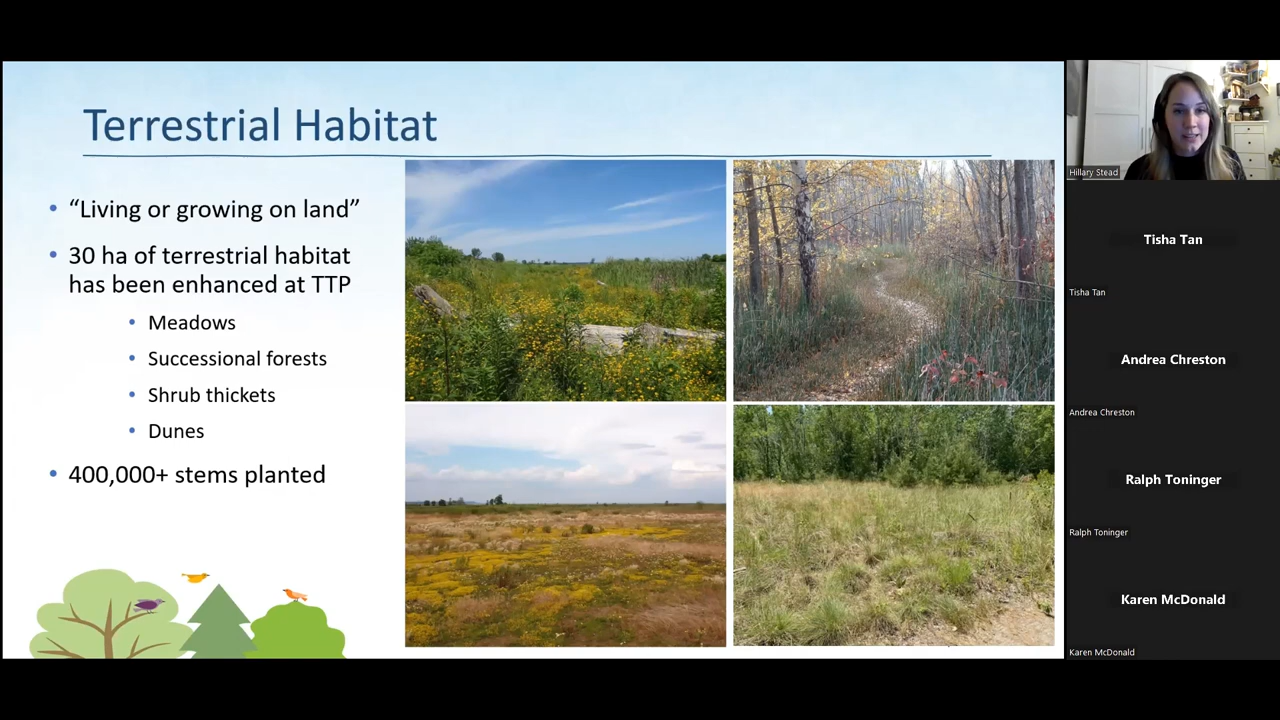 Terrestrial Habitat
• “Living or growing on land”
• 30 ha of terrestrial habitat
has been enhanced at TTP
• Meadows
• Successional forests
• Shrub thickets
• Dunes
• 400,000+ stems planted
Hillary Stead
Tisha Tan
Tisha Tan
Andrea Chreston
Andrea Chreston
Ralph Toninger
Ralph Toninger
Karen McDonald
Karen McDonald